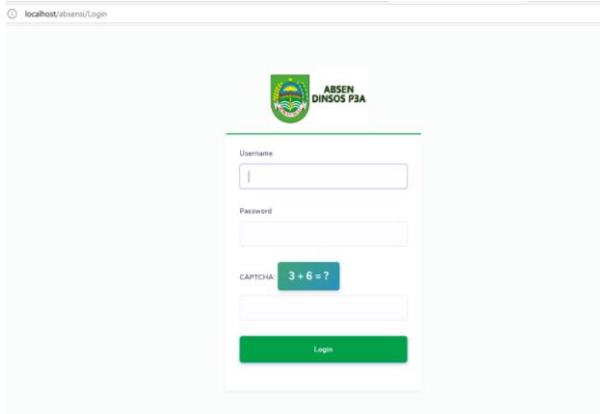 localhost/absensi/Login
ABSEN
DINSOS P3A
Username
Password
CAPTCHA: 3 + 6 = ?
Login